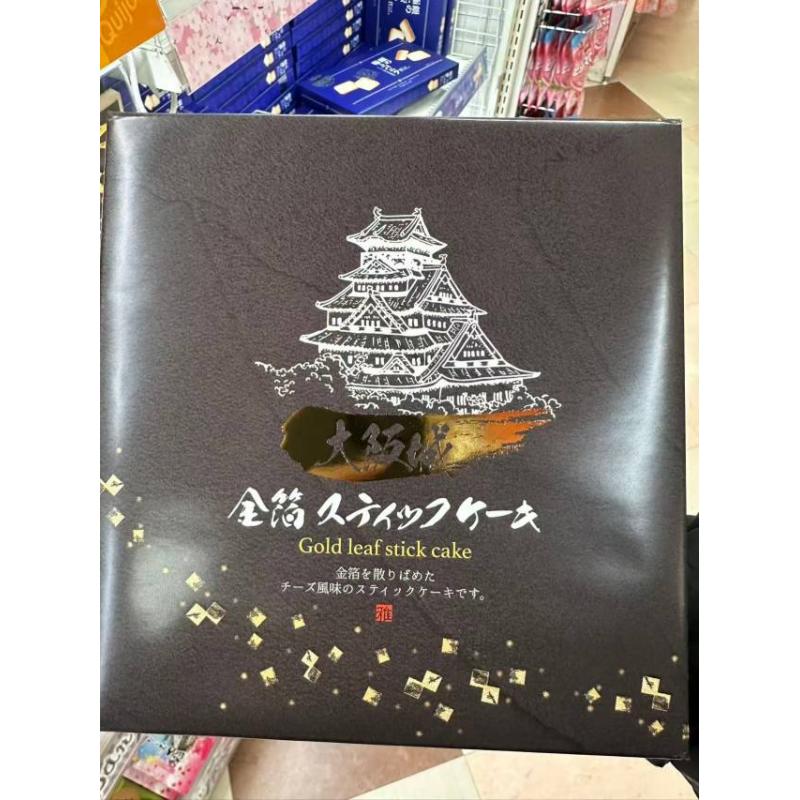 Quijo
大阪城
金箔スティックケーキ
Gold leaf stick cake
金箔を散りばめた
チーズ風味のスティックケーキです。
雅